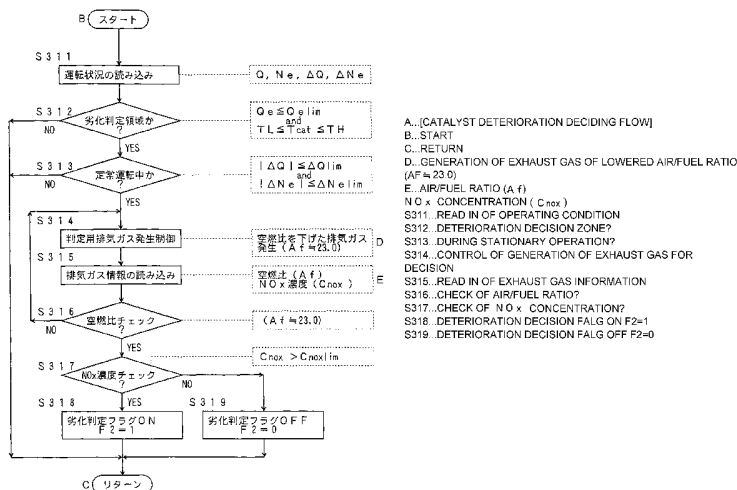 B スタート
S311
運転状況の読み込み
Q, Ne, ΔQ, ΔNe
S312
劣化判定領域か
?
NO
YES
Qe≦Qelim
and
TL≦Tcat≦TH
S313
定常運転中か
?
NO
YES
|ΔQ|≦ΔQlim
and
|ΔNe|≦ΔNelim
S314
判定用排気ガス発生制御
空燃比を下げた排気ガス
発生(Af≒23.0)
D
S315
排気ガス情報の読み込み
空燃比(Af)
NOx濃度(Cnox)
E
S316
空燃比チェック
?
NO
YES
(Af≒23.0)
S317
NOx濃度チェック
?
NO
YES
Cnox >Cnoxlim
S318
劣化判定フラグON
F2=1
S319
劣化判定フラグOFF
F2=0
C リターン
A...[CATALYST DETERIORATION DECIDING FLOW]
B...START
C...RETURN
D...GENERATION OF EXHAUST GAS OF LOWERED AIR/FUEL RATIO
(AF≒23.0)
E...AIR/FUEL RATIO (Af)
NOx CONCENTRATION (Cnox)
S311...READ IN OF OPERATING CONDITION
S312...DETERIORATION DECISION ZONE?
S313...DURING STATIONARY OPERATION?
S314...CONTROL OF GENERATION OF EXHAUST GAS FOR
DECISION
S315...READ IN OF EXHAUST GAS INFORMATION
S316...CHECK OF AIR/FUEL RATIO?
S317...CHECK OF NOx CONCENTRATION?
S318...DETERIORATION DECISION FALG ON F2=1
S319...DETERIORATION DECISION FALG OFF F2=0